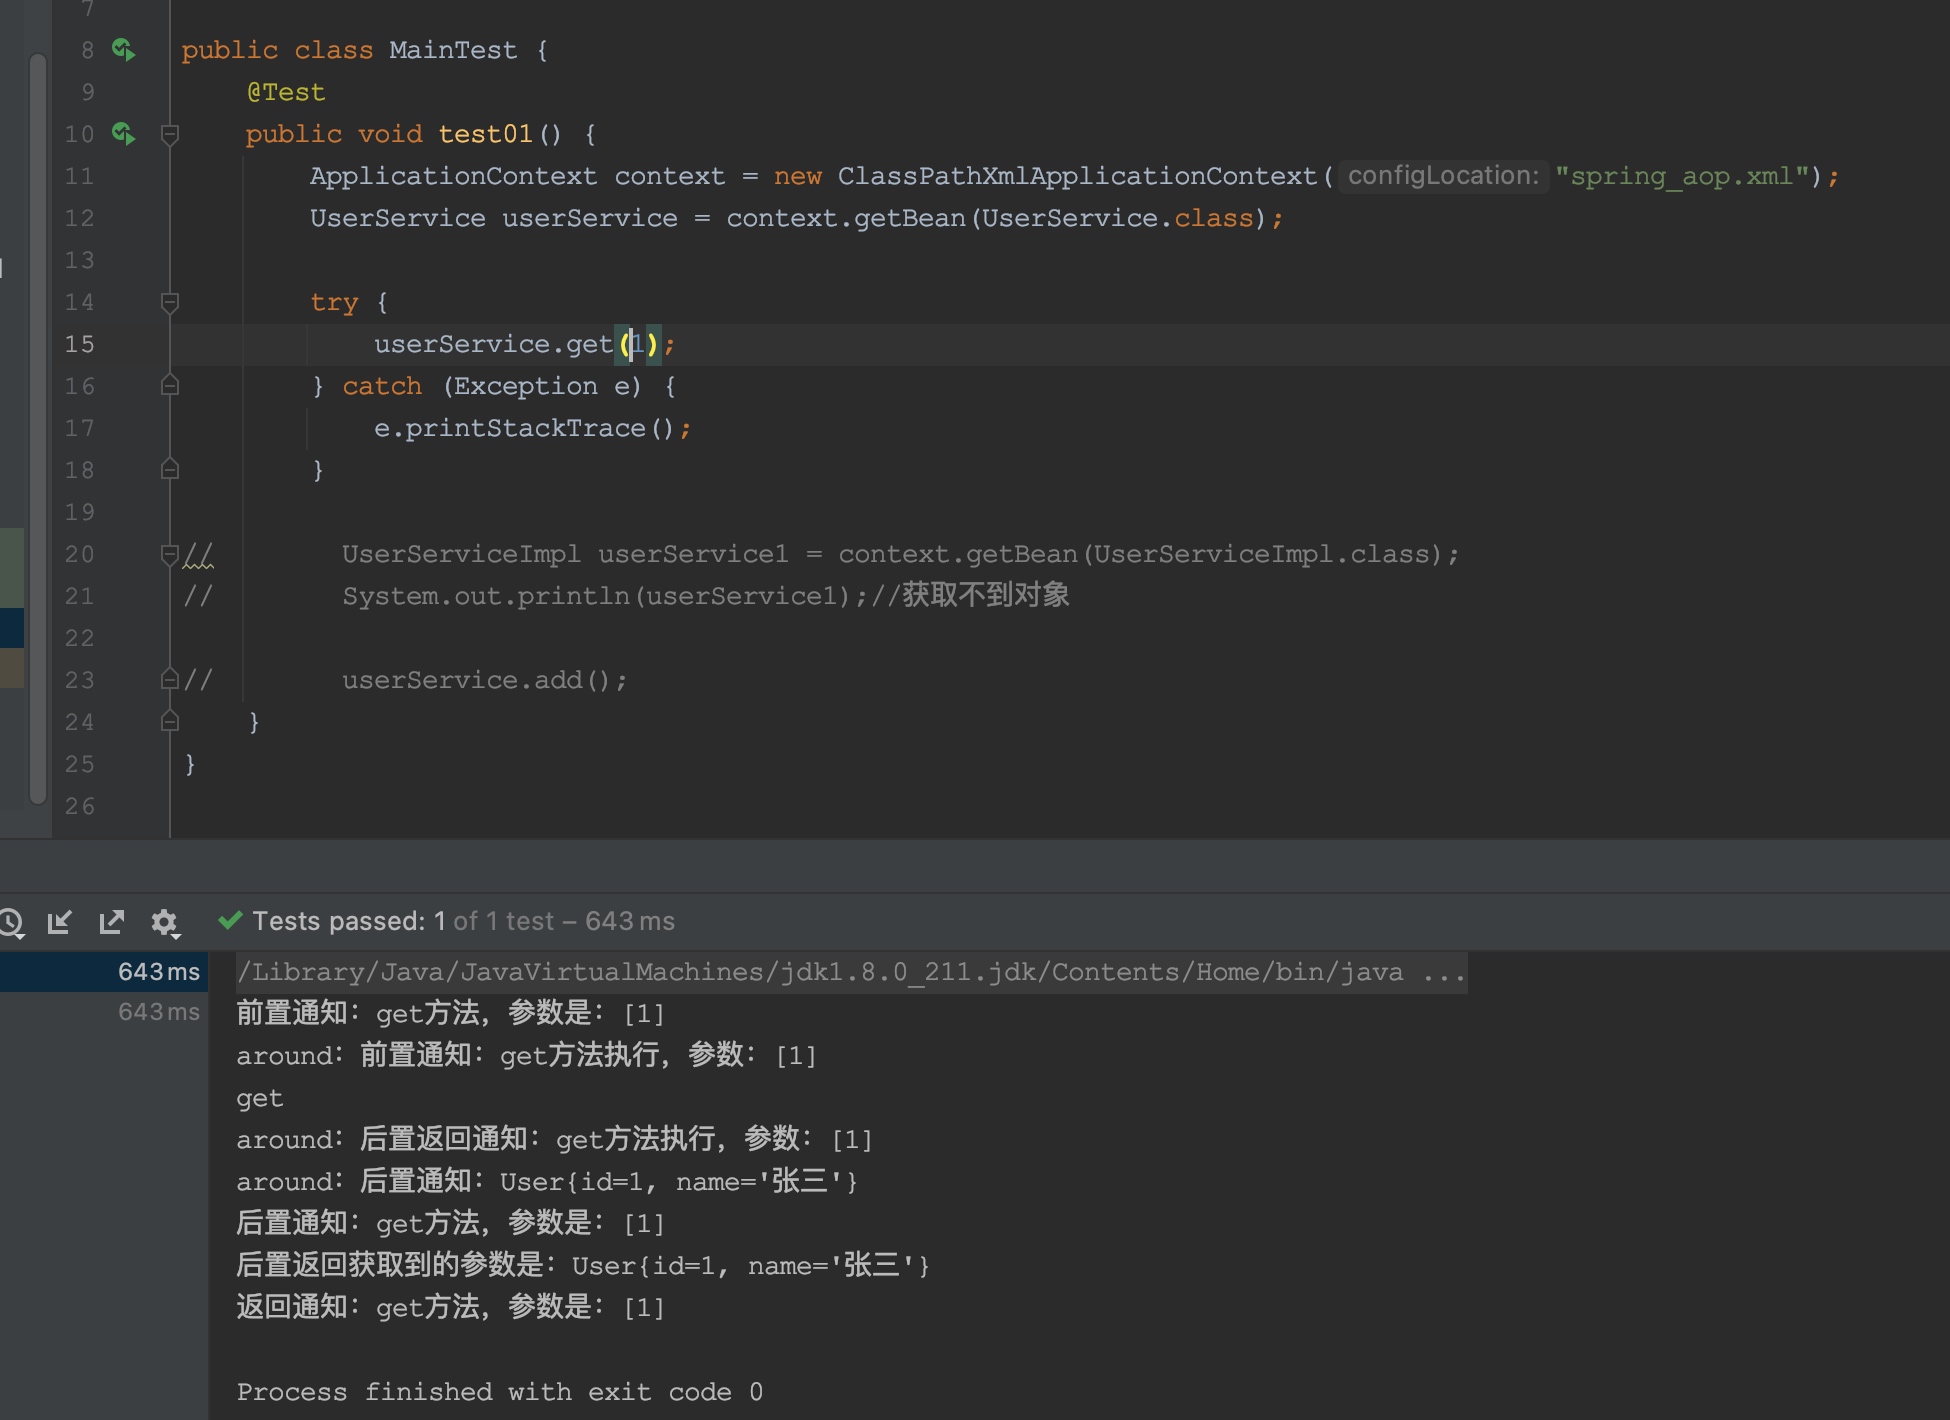 7
8 public class MainTest {
9 @Test
10 public void test01() {
11 ApplicationContext context = new ClassPathXmlApplicationContext( configLocation: "spring_aop.xml");
12 UserService userService = context.getBean(UserService.class);
13
14 try {
15 userService.get(1);
16 } catch (Exception e) {
17 e.printStackTrace();
18 }
19
20 // UserServiceImpl userService1 = context.getBean(UserServiceImpl.class);
21 // System.out.println(userService1);//获取不到对象
22
23 // userService.add();
24 }
25 }
26
Tests passed: 1 of 1 test – 643 ms
643 ms /Library/Java/JavaVirtualMachines/jdk1.8.0_211.jdk/Contents/Home/bin/java ...
643 ms 前置通知：get方法，参数是：[1]
around：前置通知：get方法执行，参数：[1]
get
around：后置返回通知：get方法执行，参数：[1]
around：后置通知：User{id=1, name='张三'}
后置通知：get方法，参数是：[1]
后置返回获取到的参数是：User{id=1, name='张三'}
返回通知：get方法，参数是：[1]
Process finished with exit code 0